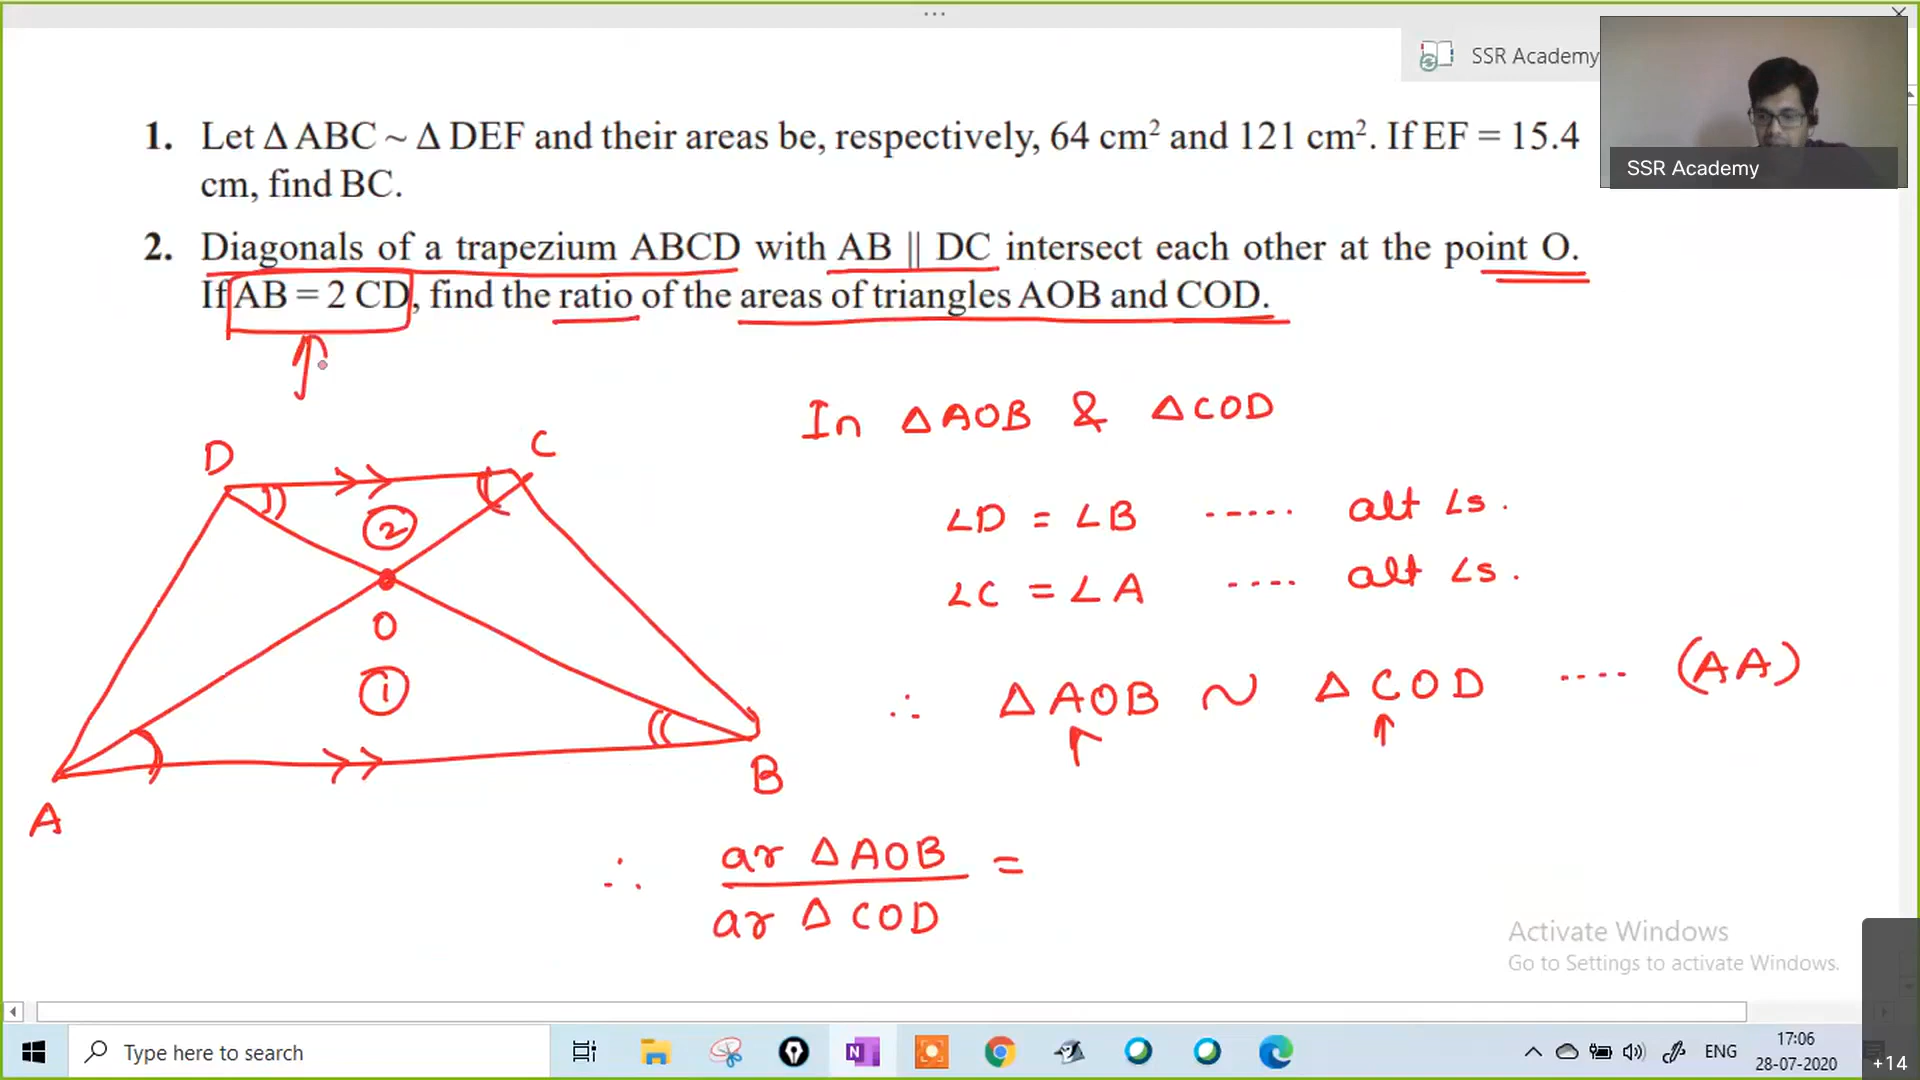 SSR Academy
SSR Academy
1. Let Δ ABC ~ Δ DEF and their areas be, respectively, 64 cm² and 121 cm². If EF = 15.4
cm, find BC.
2. Diagonals of a trapezium ABCD with AB || DC intersect each other at the point O.
If AB = 2 CD, find the ratio of the areas of triangles AOB and COD.
In ΔAOB & ΔCOD
D
C
2
∠D = ∠B ..... alt ∠s.
∠C = ∠A .... alt ∠s.
O
1
∴ ΔAOB ~ ΔCOD .... (AA)
A
B
∴ ar ΔAOB =
ar ΔCOD
Activate Windows
Go to Settings to activate Windows.
Type here to search
N
ENG
17:06
28-07-2020
+14